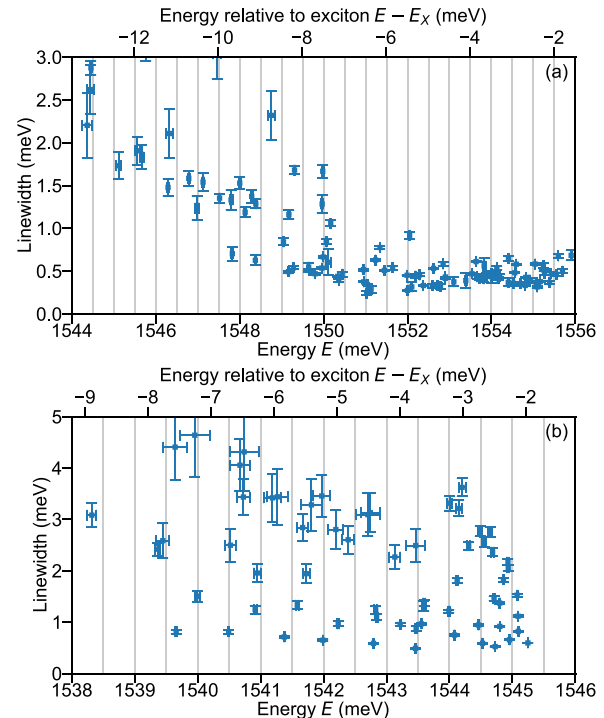 Energy relative to exciton E − E_X (meV)
−12 −10 −8 −6 −4 −2
(a)
3.0
2.5
2.0
1.5
1.0
0.5
0.0
Linewidth (meV)
1544 1546 1548 1550 1552 1554 1556
Energy E (meV)
Energy relative to exciton E − E_X (meV)
−9 −8 −7 −6 −5 −4 −3 −2
(b)
5
4
3
2
1
0
Linewidth (meV)
1538 1539 1540 1541 1542 1543 1544 1545 1546
Energy E (meV)